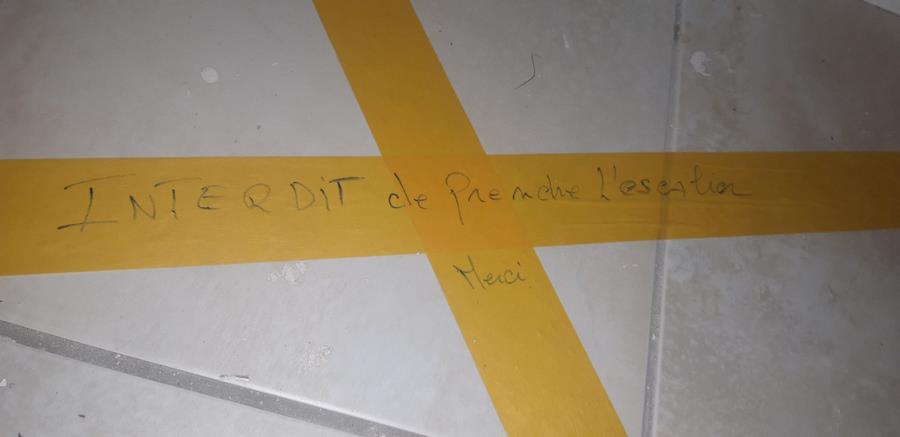 INTERDIT de prendre l'escalier
Merci